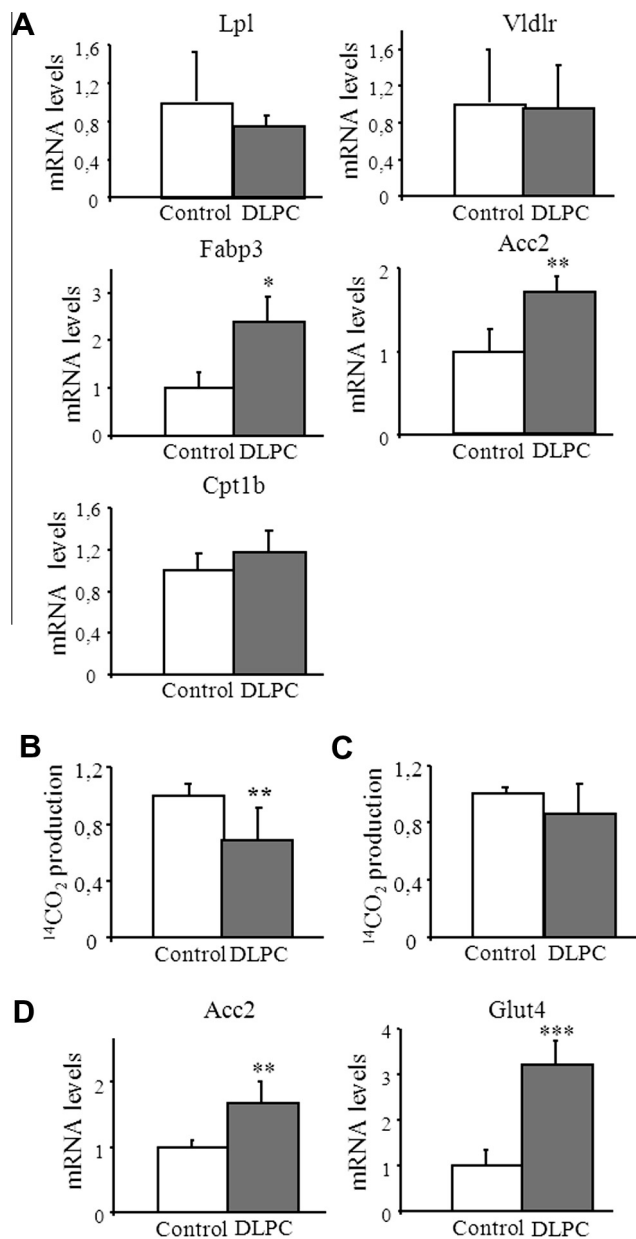 A
Lpl
mRNA levels
1,6
1,2
0,8
0,4
0
Control DLPC
Vldlr
mRNA levels
1,6
1,2
0,8
0,4
0
Control DLPC
Fabp3
mRNA levels
3
2
1
0
*
Control DLPC
Acc2
mRNA levels
2
1
0
**
Control DLPC
Cpt1b
mRNA levels
1,6
1,2
0,8
0,4
0
Control DLPC
B
14CO2 production
1,2
0,8
0,4
0
**
Control DLPC
C
14CO2 production
1,2
0,8
0,4
0
Control DLPC
D
Acc2
mRNA levels
2
1
0
**
Control DLPC
Glut4
mRNA levels
4
3
2
1
0
***
Control DLPC